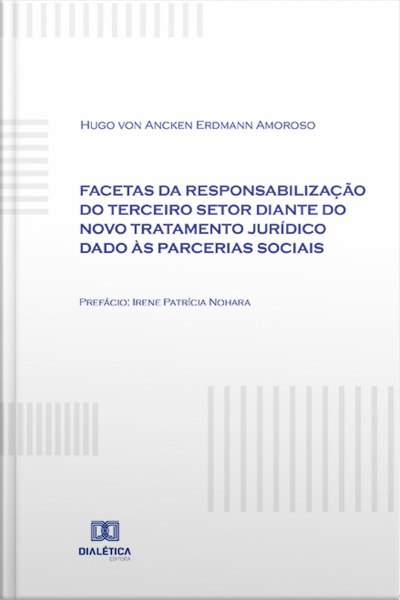 HUGO VON ANCKEN ERDMANN AMOROSO
FACETAS DA RESPONSABILIZAÇÃO
DO TERCEIRO SETOR DIANTE DO
NOVO TRATAMENTO JURÍDICO
DADO ÀS PARCERIAS SOCIAIS
PREFÁCIO: IRENE PATRÍCIA NOHARA
DIALÉTICA
EDITORA